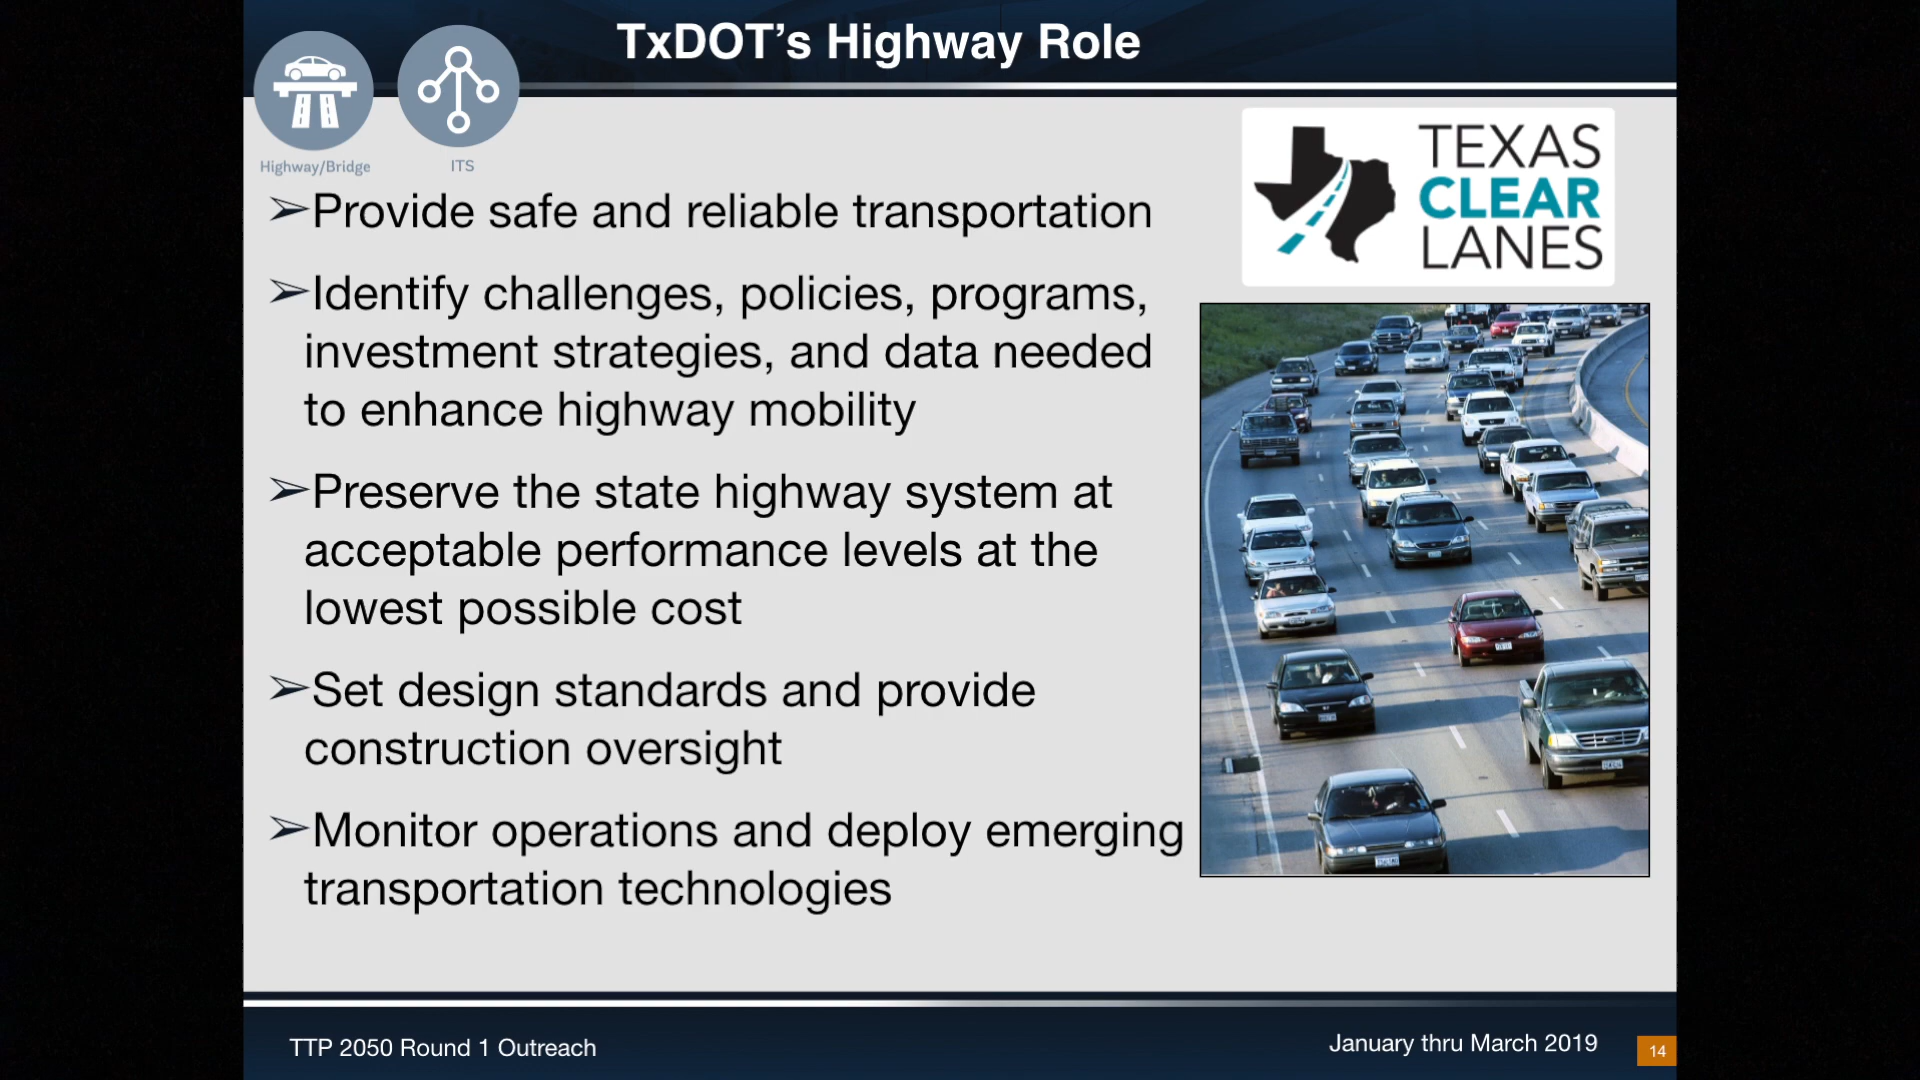 TxDOT’s Highway Role
Highway/Bridge
ITS
TEXAS
CLEAR
LANES
➢Provide safe and reliable transportation
➢Identify challenges, policies, programs,
investment strategies, and data needed
to enhance highway mobility
➢Preserve the state highway system at
acceptable performance levels at the
lowest possible cost
➢Set design standards and provide
construction oversight
➢Monitor operations and deploy emerging
transportation technologies
TTP 2050 Round 1 Outreach
January thru March 2019
14